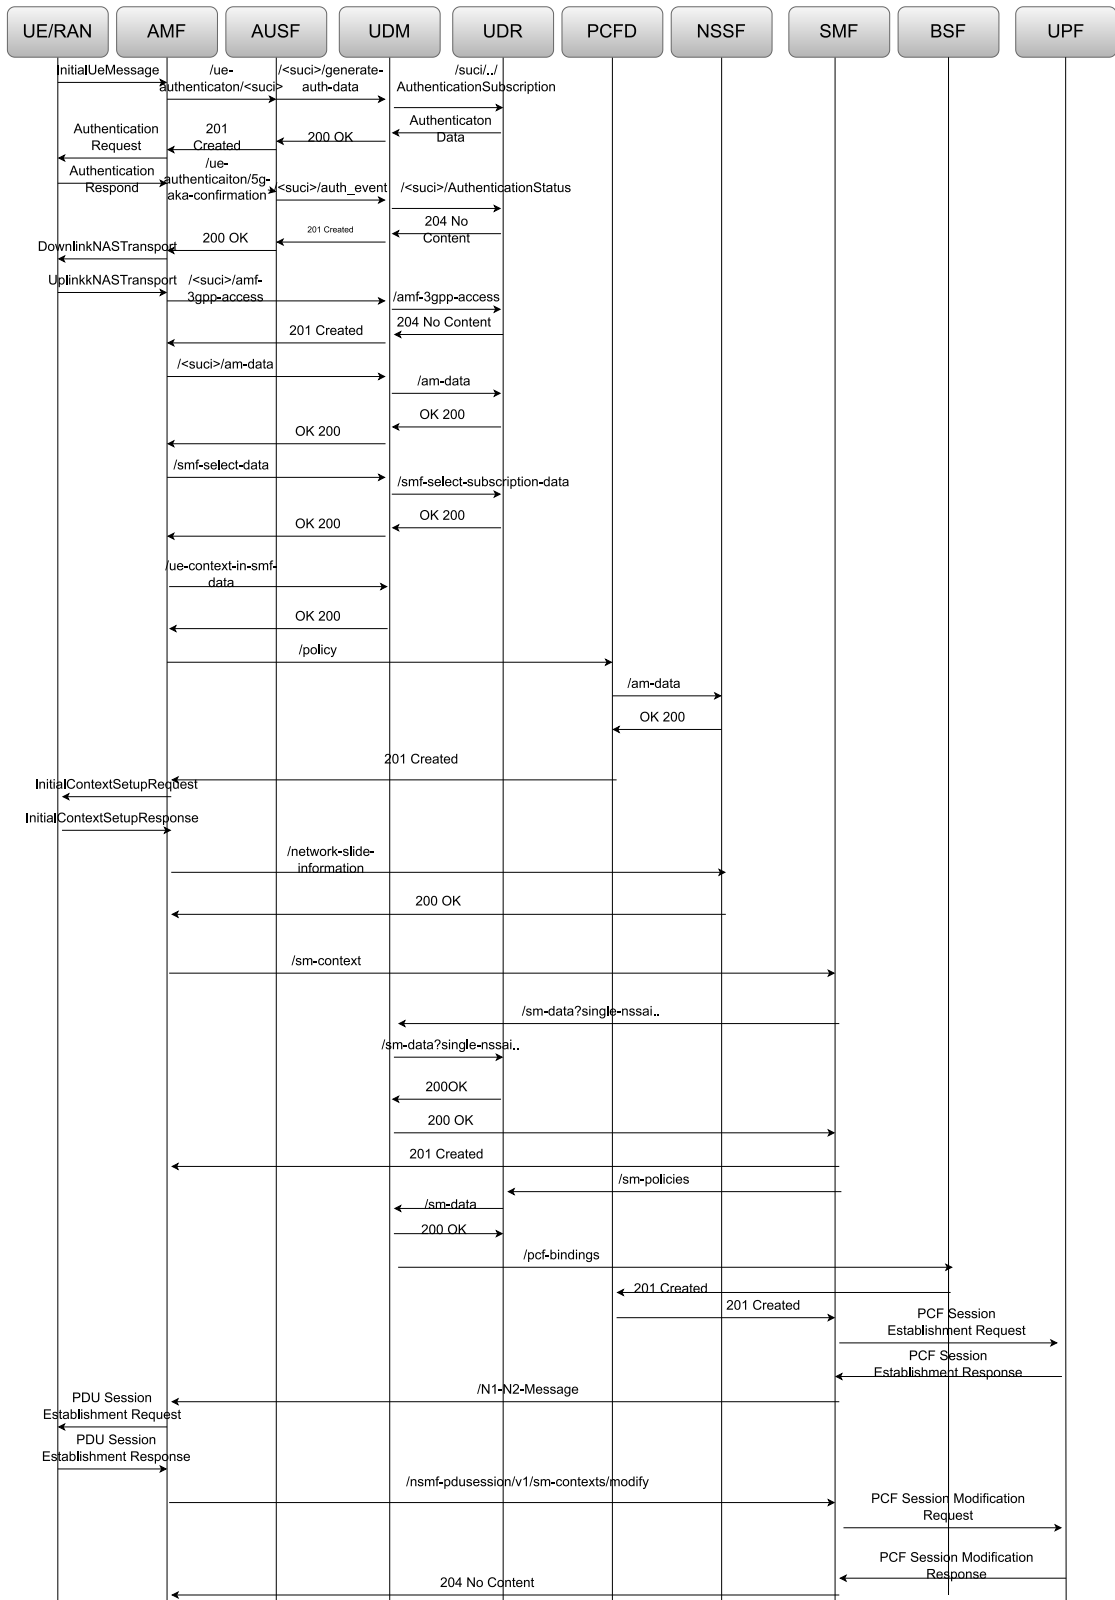 UE/RAN
AMF
AUSF
UDM
UDR
PCFD
NSSF
SMF
BSF
UPF
InitialUeMessage
/ue-
authenticaton/<suci>
/<suci>/generate-
auth-data
/suci/../
AuthenticationSubscription
Authenticaton
Data
200 OK
201
Created
Authentication
Request
Authentication
Respond
/ue-
authenticaiton/5g-
aka-confirmation
/<suci>/auth_event
/<suci>/AuthenticationStatus
204 No
Content
201 Created
200 OK
DownlinkNASTransport
UplinkkNASTransport
/<suci>/amf-
3gpp-access
/amf-3gpp-access
204 No Content
201 Created
/<suci>/am-data
/am-data
OK 200
OK 200
/smf-select-data
/smf-select-subscription-data
OK 200
OK 200
/ue-context-in-smf-
data
OK 200
/policy
/am-data
OK 200
201 Created
InitialContextSetupRequest
InitialContextSetupResponse
/network-slide-
information
200 OK
/sm-context
/sm-data?single-nssai..
/sm-data?single-nssai..
200OK
200 OK
201 Created
/sm-policies
/sm-data
200 OK
/pcf-bindings
201 Created
201 Created
PCF Session
Establishment Request
PCF Session
Establishment Response
/N1-N2-Message
PDU Session
Establishment Request
PDU Session
Establishment Response
/nsmf-pdusession/v1/sm-contexts/modify
PCF Session Modification
Request
PCF Session Modification
Response
204 No Content